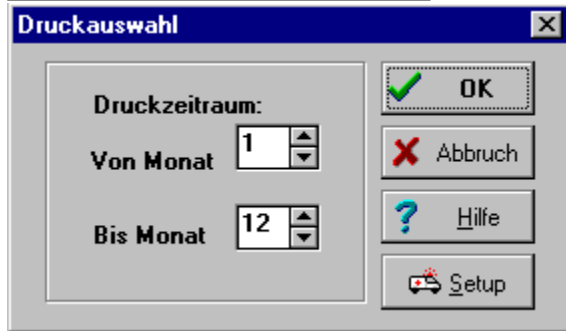 Druckauswahl
Druckzeitraum:
Von Monat 1
Bis Monat 12
OK
Abbruch
Hilfe
Setup